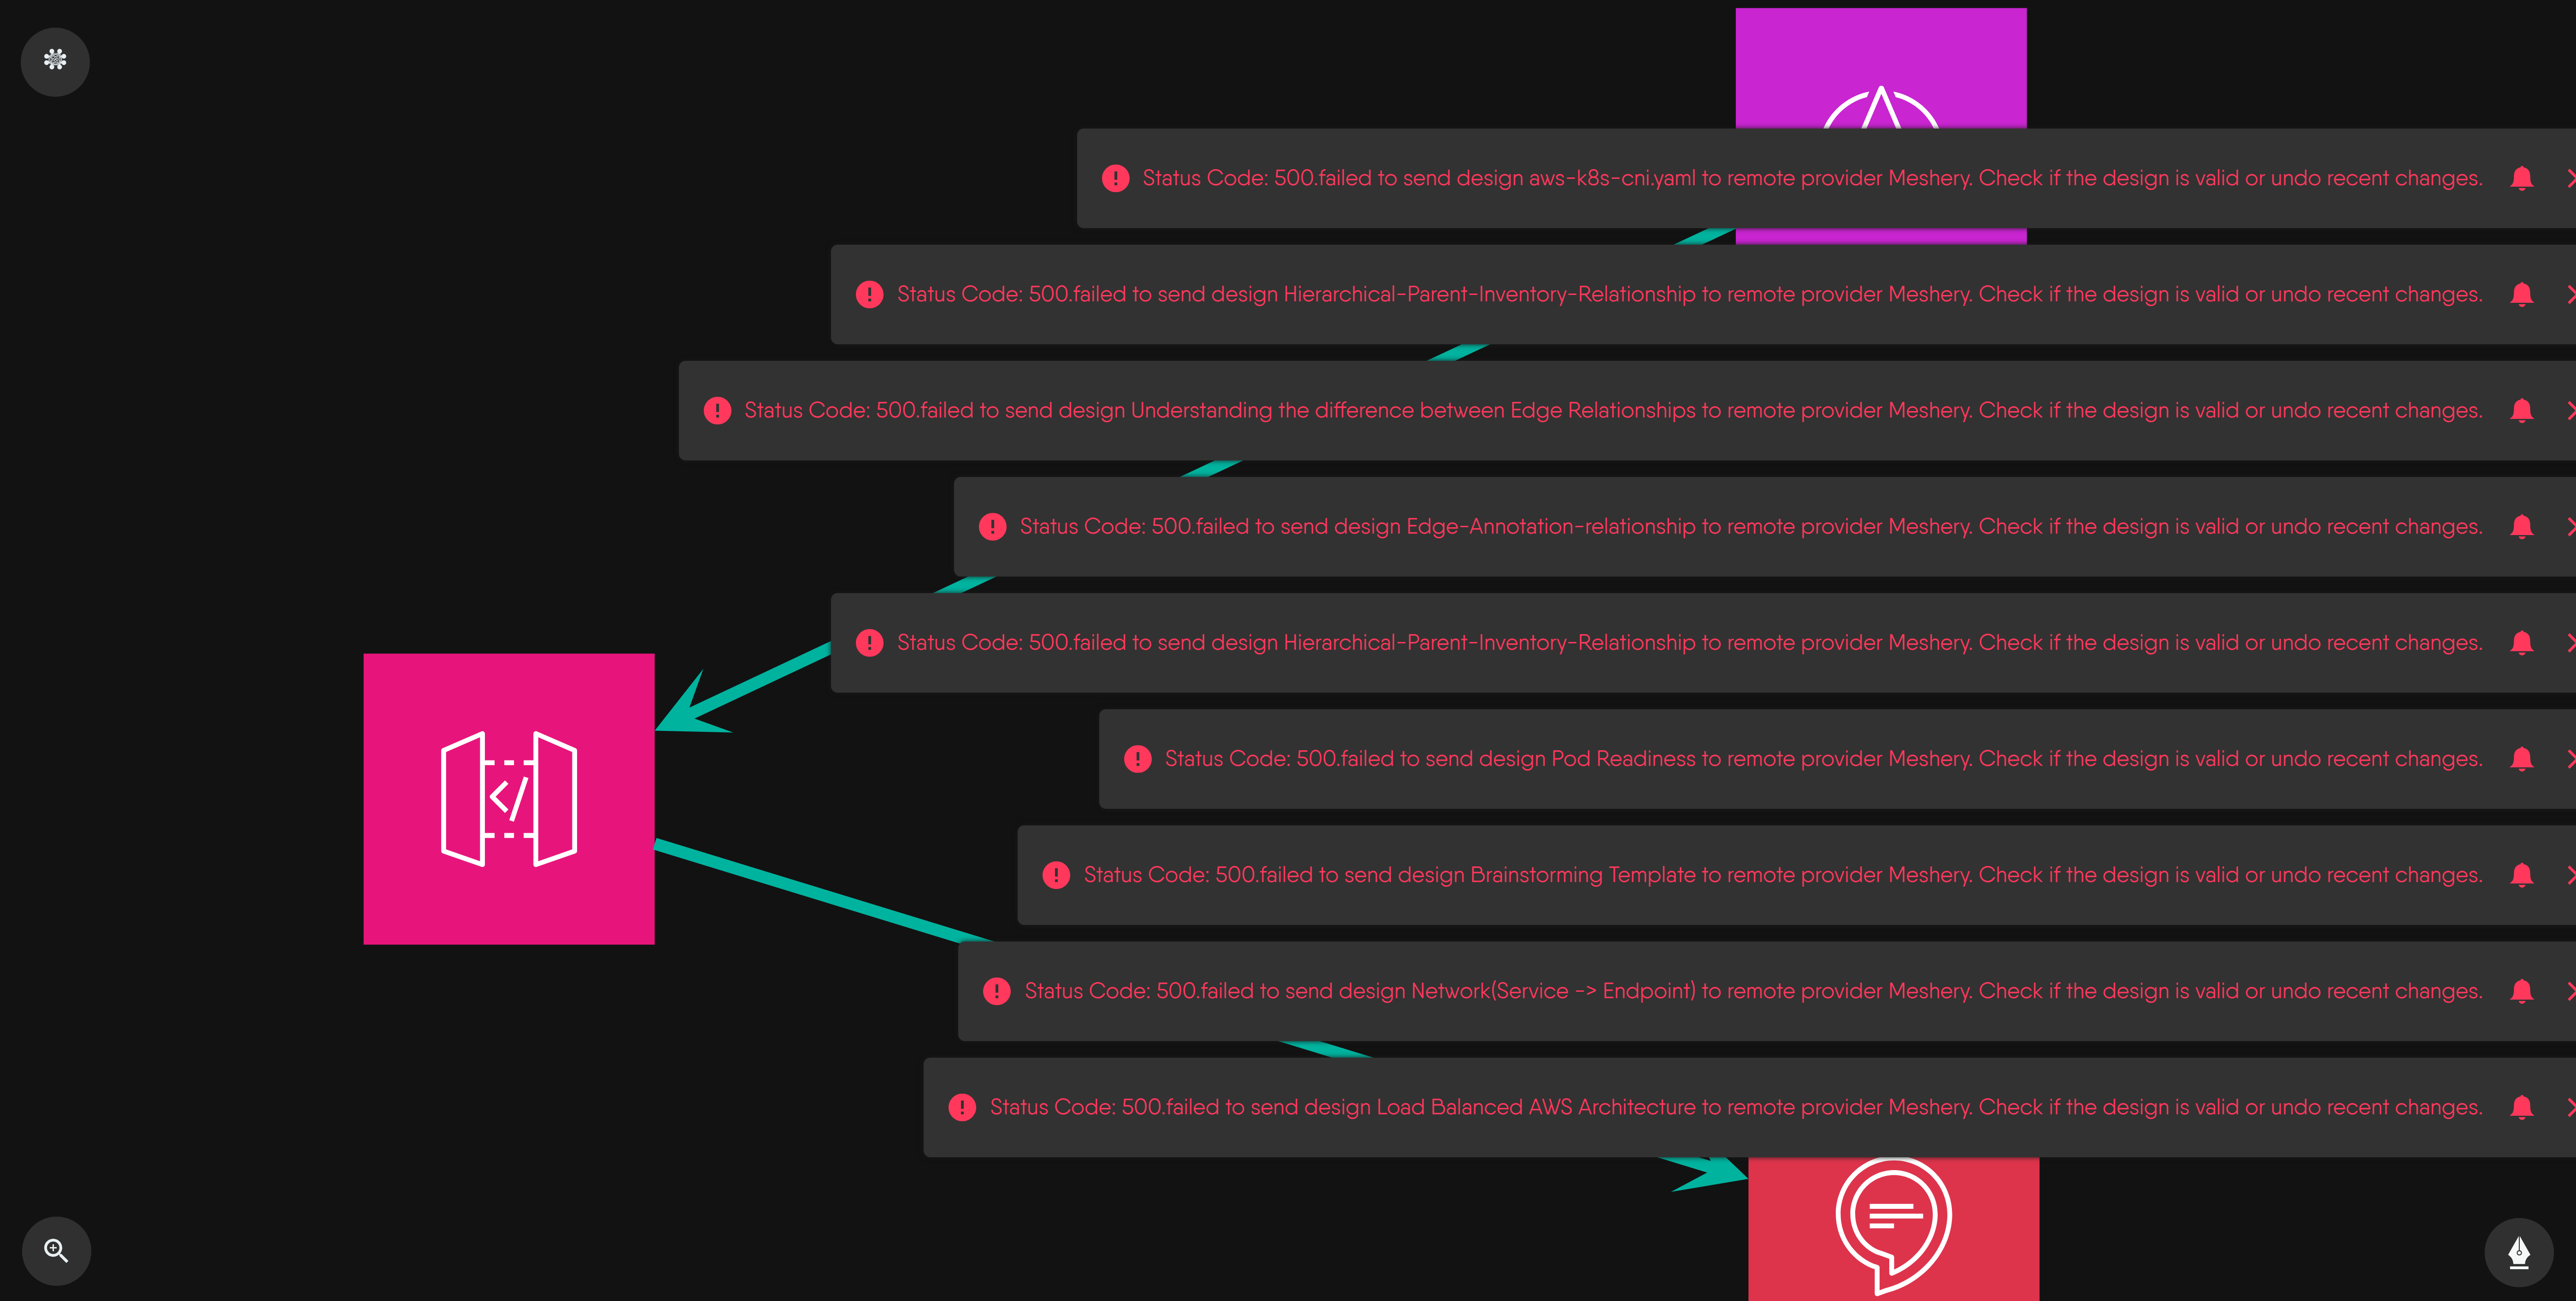 Status Code: 500.failed to send design aws-k8s-cni.yaml to remote provider Meshery. Check if the design is valid or undo recent changes.
Status Code: 500.failed to send design Hierarchical-Parent-Inventory-Relationship to remote provider Meshery. Check if the design is valid or undo recent changes.
Status Code: 500.failed to send design Understanding the difference between Edge Relationships to remote provider Meshery. Check if the design is valid or undo recent changes.
Status Code: 500.failed to send design Edge-Annotation-relationship to remote provider Meshery. Check if the design is valid or undo recent changes.
Status Code: 500.failed to send design Hierarchical-Parent-Inventory-Relationship to remote provider Meshery. Check if the design is valid or undo recent changes.
Status Code: 500.failed to send design Pod Readiness to remote provider Meshery. Check if the design is valid or undo recent changes.
Status Code: 500.failed to send design Brainstorming Template to remote provider Meshery. Check if the design is valid or undo recent changes.
Status Code: 500.failed to send design Network(Service -> Endpoint) to remote provider Meshery. Check if the design is valid or undo recent changes.
Status Code: 500.failed to send design Load Balanced AWS Architecture to remote provider Meshery. Check if the design is valid or undo recent changes.